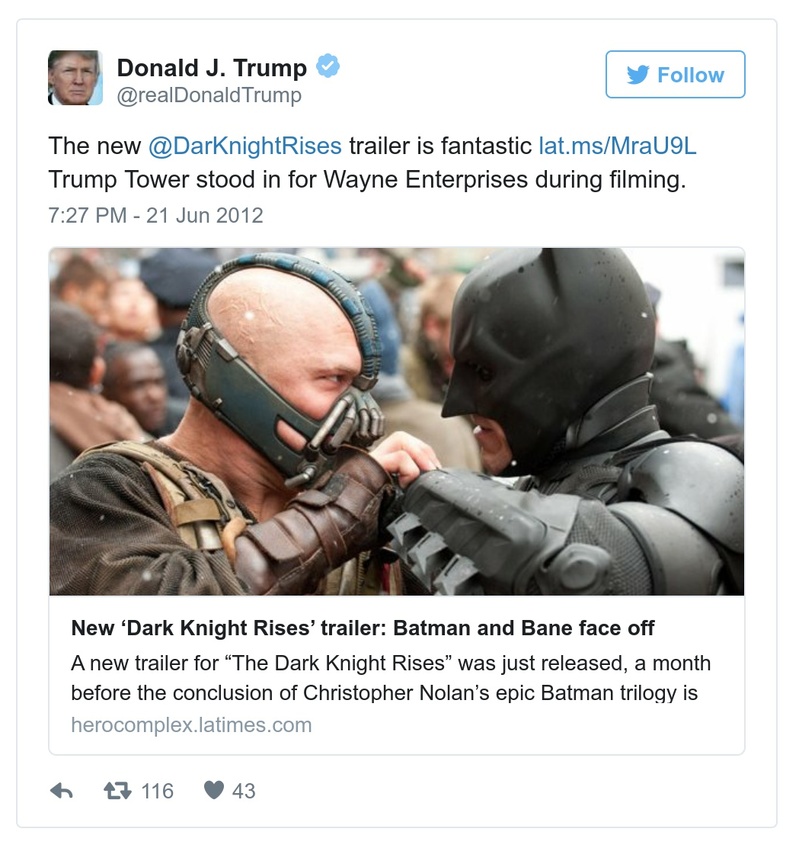 Donald J. Trump
@realDonaldTrump
Follow
The new @DarKnightRises trailer is fantastic lat.ms/MraU9L
Trump Tower stood in for Wayne Enterprises during filming.
7:27 PM - 21 Jun 2012
New ‘Dark Knight Rises’ trailer: Batman and Bane face off
A new trailer for “The Dark Knight Rises” was just released, a month
before the conclusion of Christopher Nolan’s epic Batman trilogy is
herocomplex.latimes.com
116
43